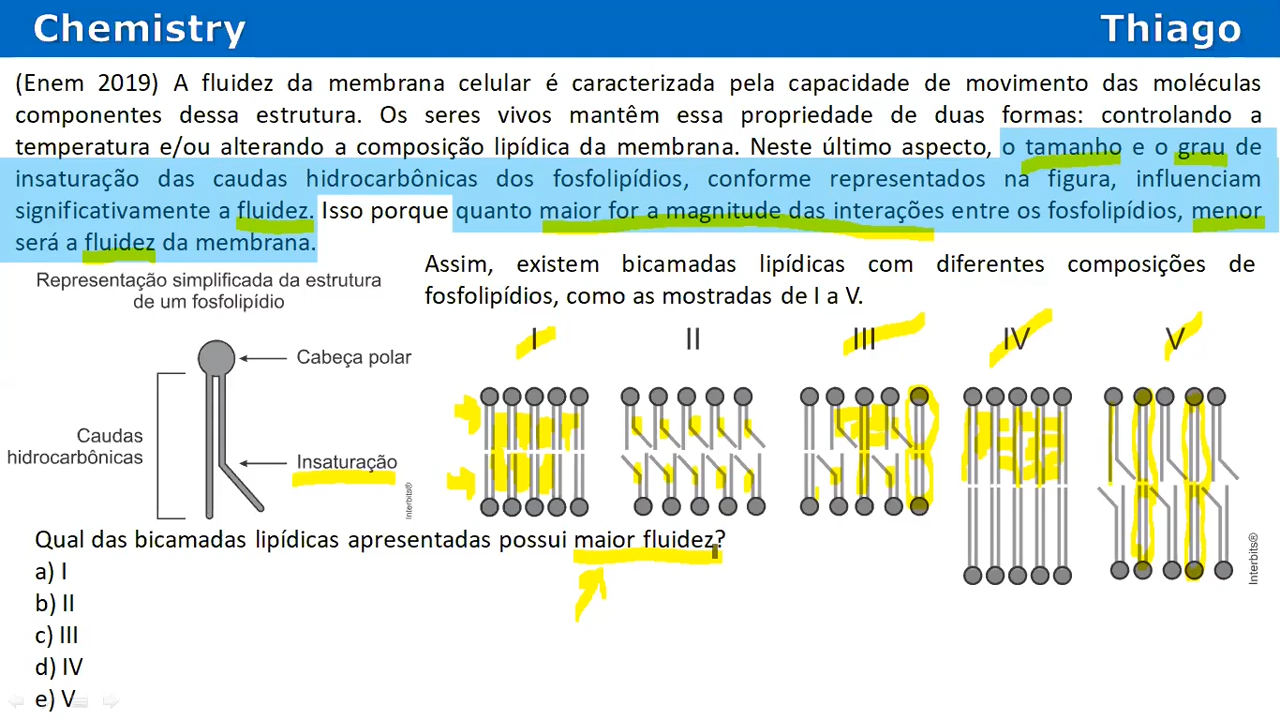 Chemistry
Thiago
(Enem 2019) A fluidez da membrana celular é caracterizada pela capacidade de movimento das moléculas
componentes dessa estrutura. Os seres vivos mantêm essa propriedade de duas formas: controlando a
temperatura e/ou alterando a composição lipídica da membrana. Neste último aspecto, o tamanho e o grau de
insaturação das caudas hidrocarbônicas dos fosfolipídios, conforme representados na figura, influenciam
significativamente a fluidez. Isso porque quanto maior for a magnitude das interações entre os fosfolipídios, menor
será a fluidez da membrana.
Representação simplificada da estrutura
de um fosfolipídio
Cabeça polar
Caudas
hidrocarbônicas
Insaturação
Interbits®
Assim, existem bicamadas lipídicas com diferentes composições de
fosfolipídios, como as mostradas de I a V.
I II III IV V
Interbits®
Qual das bicamadas lipídicas apresentadas possui maior fluidez?
a) I
b) II
c) III
d) IV
e) V